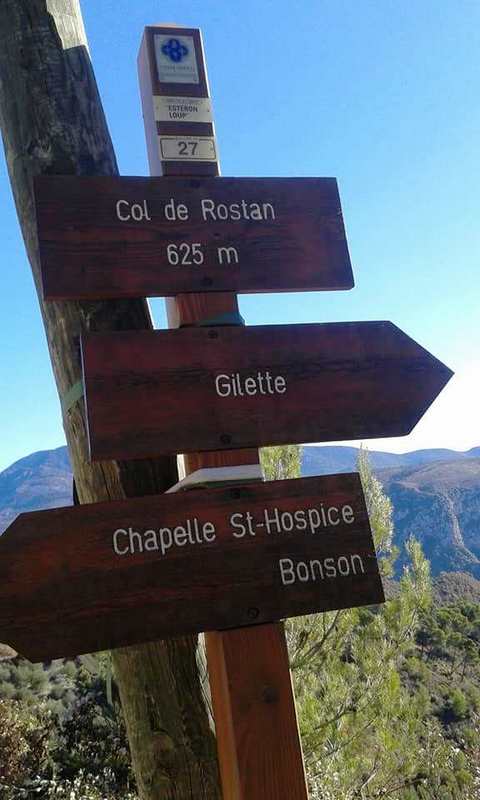 "ESTERON
LOUP"
27
Col de Rostan
625 m
Gilette
Chapelle St-Hospice
Bonson